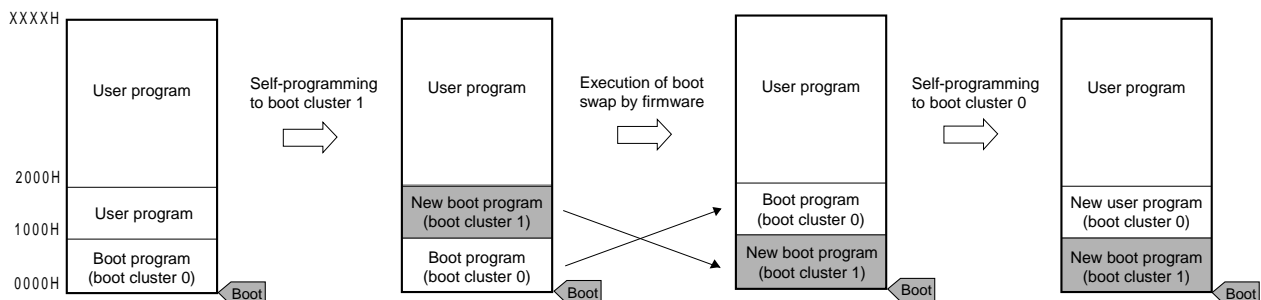 XXXXH
User program
2000H
User program
1000H
Boot program
(boot cluster 0)
0000H
Boot
Self-programming
to boot cluster 1
User program
New boot program
(boot cluster 1)
Boot program
(boot cluster 0)
Boot
Execution of boot
swap by firmware
User program
Boot program
(boot cluster 0)
New boot program
(boot cluster 1)
Boot
Self-programming
to boot cluster 0
User program
New user program
(boot cluster 0)
New boot program
(boot cluster 1)
Boot